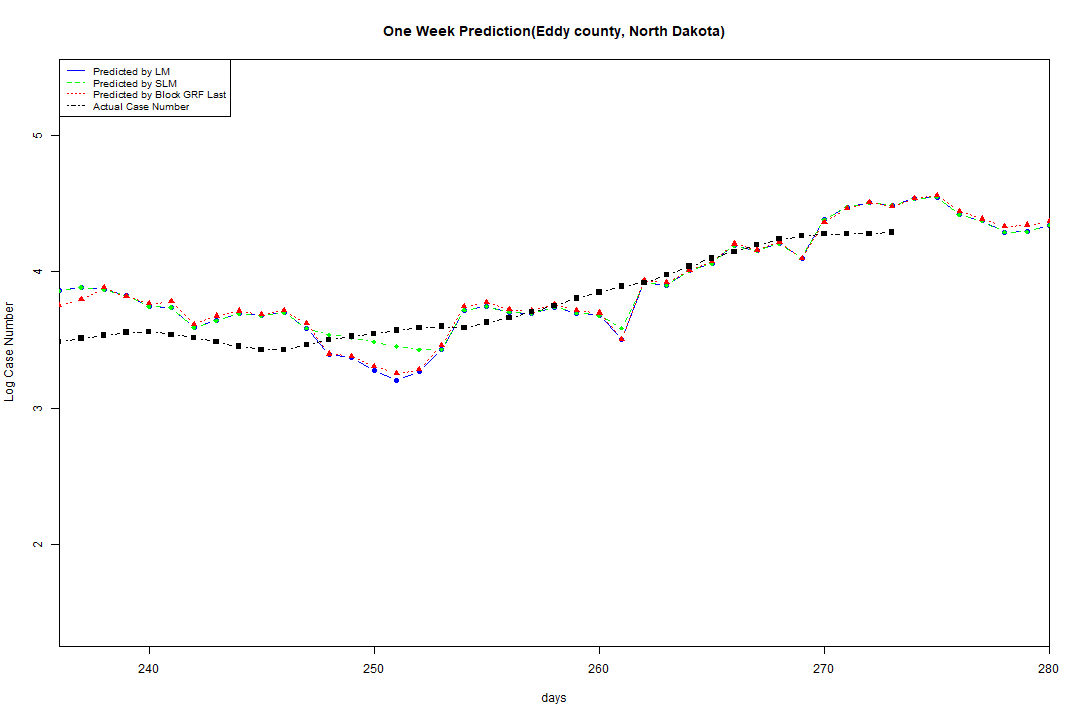 One Week Prediction(Eddy county, North Dakota)
Predicted by LM
Predicted by SLM
Predicted by Block GRF Last
Actual Case Number
5
4
3
2
Log Case Number
240 250 260 270 280
days